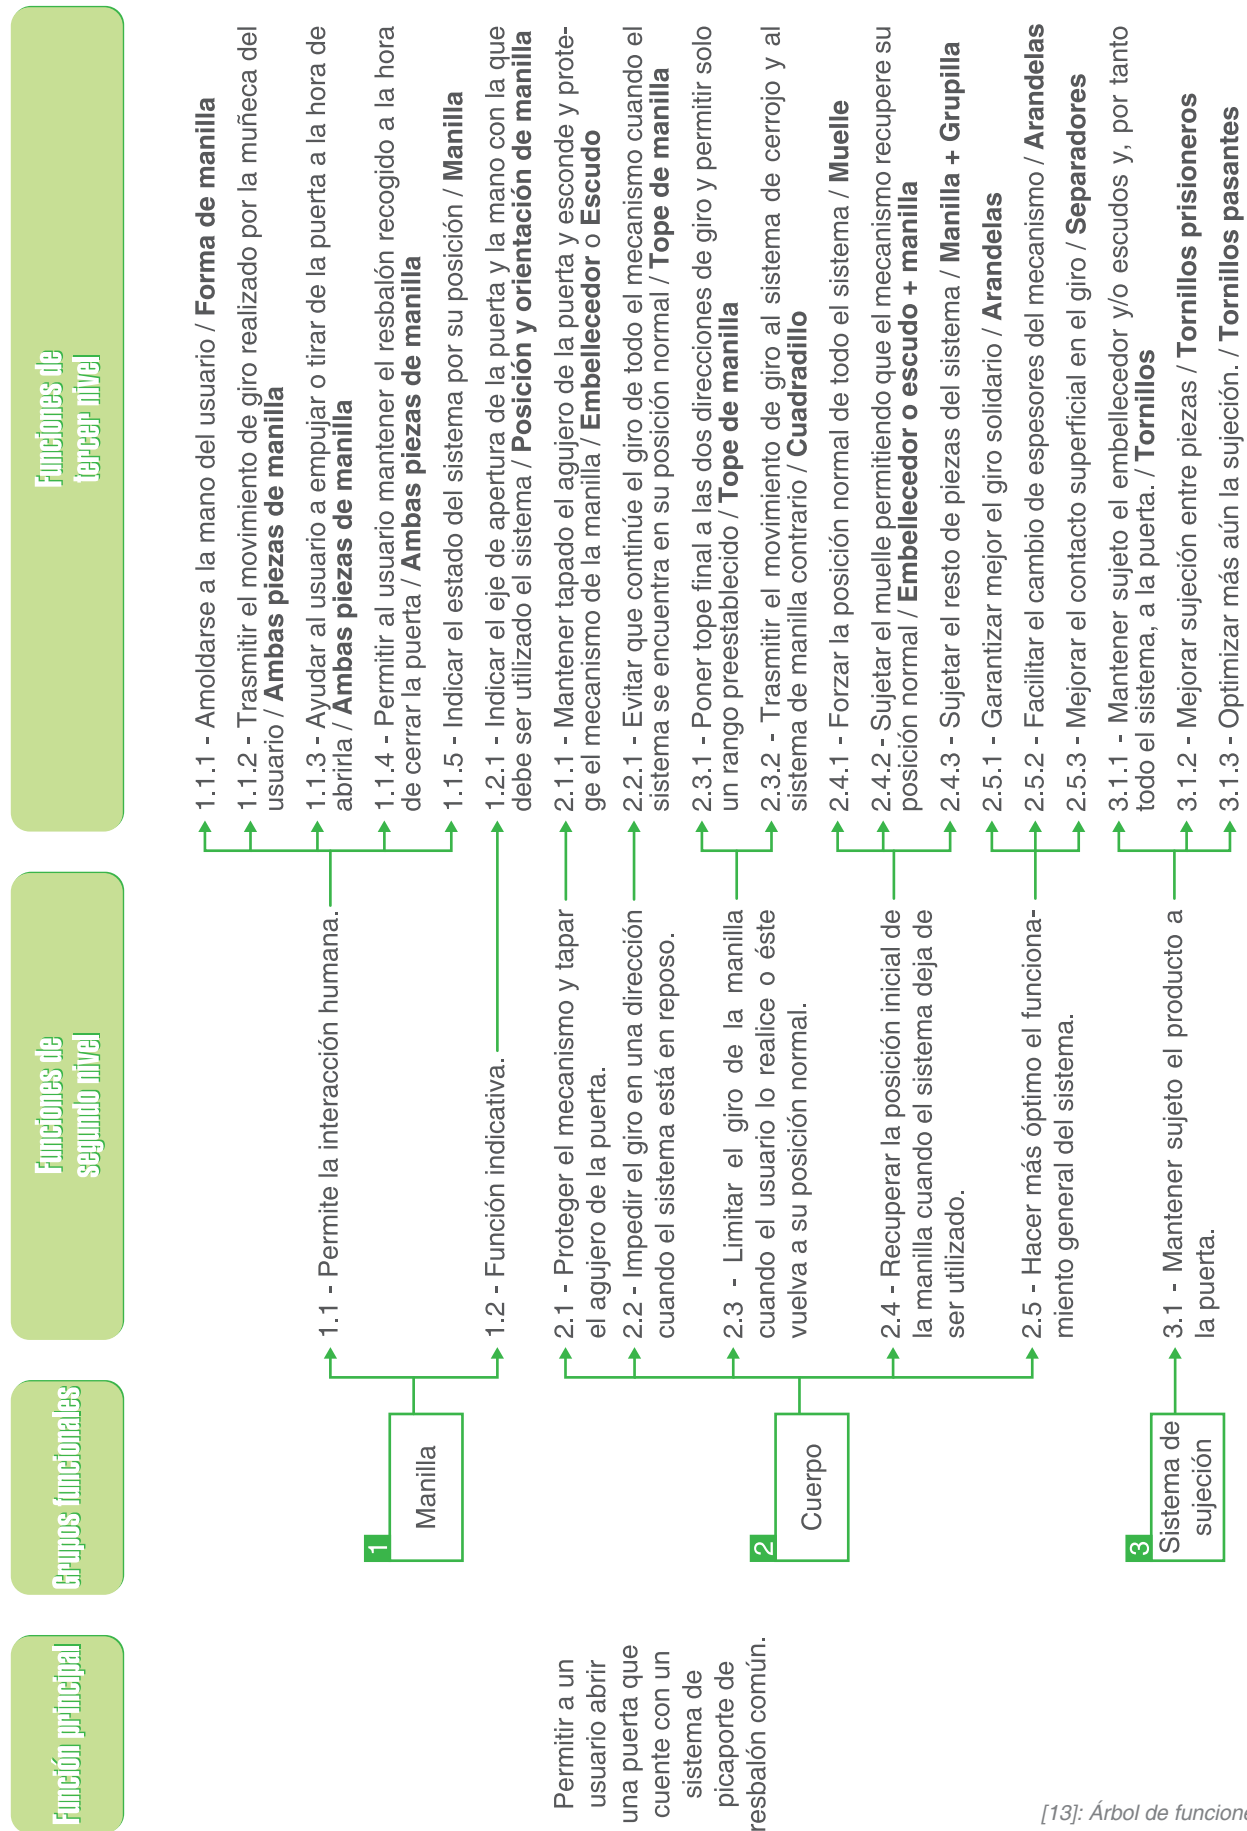 Función principal
Grupos funcionales
Funciones de
segundo nivel
Funciones de
tercer nivel
Permitir a un
usuario abrir
una puerta que
cuente con un
sistema de
picaporte de
resbalón común.
1
Manilla
2
Cuerpo
3
Sistema de
sujeción
1.1 - Permite la interacción humana.
1.2 - Función indicativa.
2.1 - Proteger el mecanismo y tapar
el agujero de la puerta.
2.2 - Impedir el giro en una dirección
cuando el sistema está en reposo.
2.3 - Limitar el giro de la manilla
cuando el usuario lo realice o éste
vuelva a su posición normal.
2.4 - Recuperar la posición inicial de
la manilla cuando el sistema deja de
ser utilizado.
2.5 - Hacer más óptimo el funciona-
miento general del sistema.
3.1 - Mantener sujeto el producto a
la puerta.
1.1.1 - Amoldarse a la mano del usuario / Forma de manilla
1.1.2 - Trasmitir el movimiento de giro realizado por la muñeca del
usuario / Ambas piezas de manilla
1.1.3 - Ayudar al usuario a empujar o tirar de la puerta a la hora de
abrirla / Ambas piezas de manilla
1.1.4 - Permitir al usuario mantener el resbalón recogido a la hora
de cerrar la puerta / Ambas piezas de manilla
1.1.5 - Indicar el estado del sistema por su posición / Manilla
1.2.1 - Indicar el eje de apertura de la puerta y la mano con la que
debe ser utilizado el sistema / Posición y orientación de manilla
2.1.1 - Mantener tapado el agujero de la puerta y esconde y prote-
ge el mecanismo de la manilla / Embellecedor o Escudo
2.2.1 - Evitar que continúe el giro de todo el mecanismo cuando el
sistema se encuentra en su posición normal / Tope de manilla
2.3.1 - Poner tope final a las dos direcciones de giro y permitir solo
un rango preestablecido / Tope de manilla
2.3.2 - Trasmitir el movimiento de giro al sistema de cerrojo y al
sistema de manilla contrario / Cuadradillo
2.4.1 - Forzar la posición normal de todo el sistema / Muelle
2.4.2 - Sujetar el muelle permitiendo que el mecanismo recupere su
posición normal / Embellecedor o escudo + manilla
2.4.3 - Sujetar el resto de piezas del sistema / Manilla + Grupilla
2.5.1 - Garantizar mejor el giro solidario / Arandelas
2.5.2 - Facilitar el cambio de espesores del mecanismo / Arandelas
2.5.3 - Mejorar el contacto superficial en el giro / Separadores
3.1.1 - Mantener sujeto el embellecedor y/o escudos y, por tanto
todo el sistema, a la puerta. / Tornillos
3.1.2 - Mejorar sujeción entre piezas / Tornillos prisioneros
3.1.3 - Optimizar más aún la sujeción. / Tornillos pasantes
[13]: Árbol de funcione